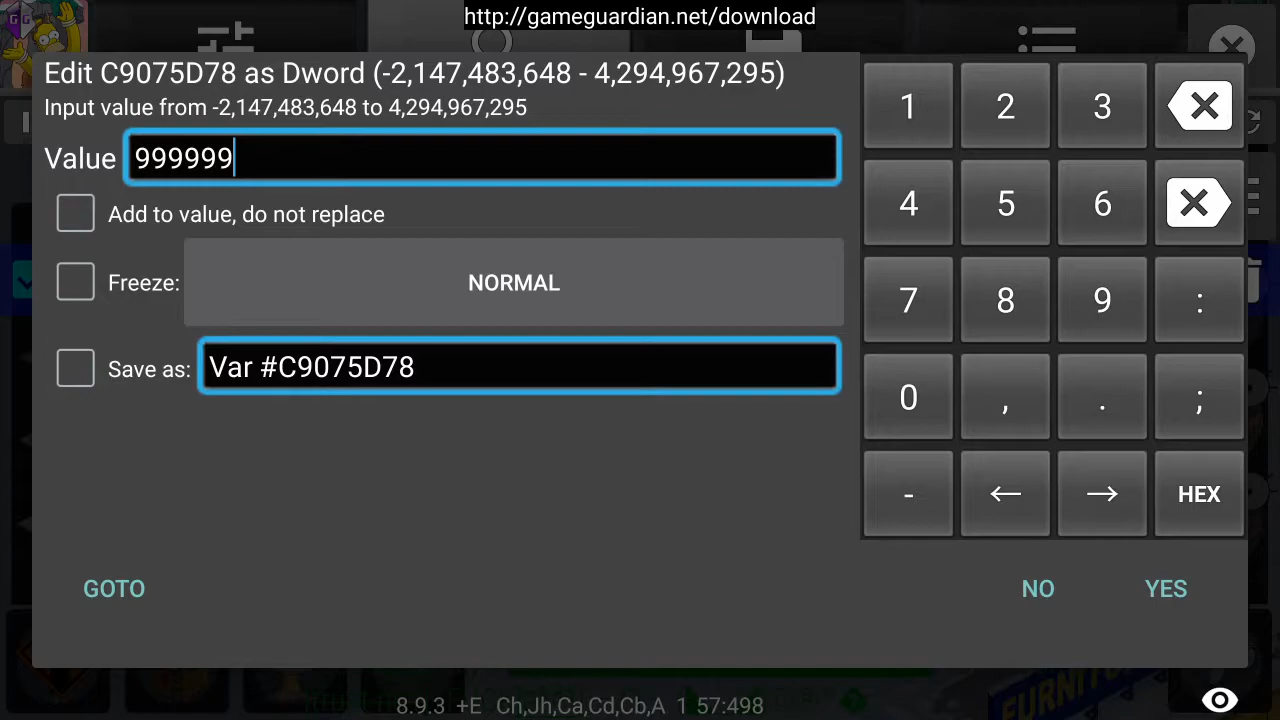 http://gameguardian.net/download
Edit C9075D78 as Dword (-2,147,483,648 - 4,294,967,295)
Input value from -2,147,483,648 to 4,294,967,295
Value 999999
Add to value, do not replace
Freeze: NORMAL
Save as: Var #C9075D78
1 2 3
4 5 6
7 8 9 :
0 , . ;
- ← → HEX
GOTO NO YES
FURNITU
8.9.3 +E Ch,Jh,Ca,Cd,Cb,A 1 57:498